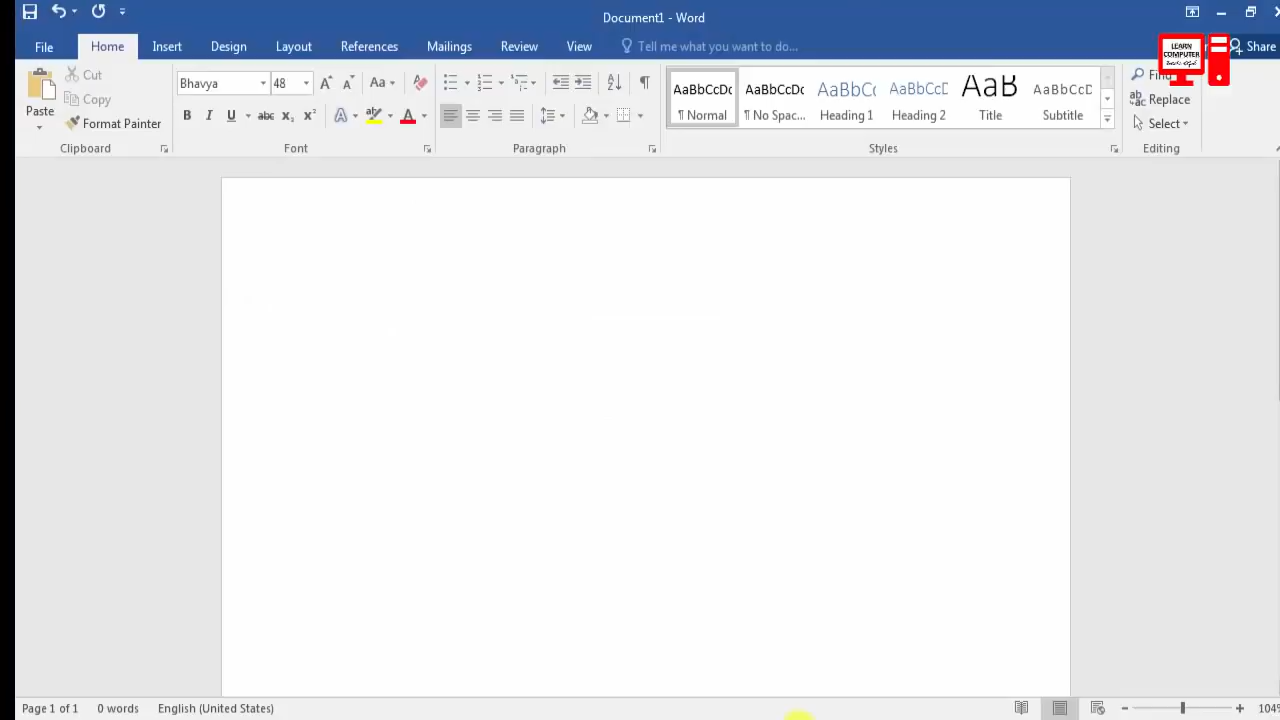 Document1 - Word
File Home Insert Design Layout References Mailings Review View Tell me what you want to do... Share
LEARN
COMPUTER
Paste
Cut
Copy
Format Painter
Clipboard
Bhavya 48
Font
Paragraph
AaBbCcDc AaBbCcDc AaBbCc AaBbCcD AaB AaBbCcD
¶ Normal ¶ No Spac... Heading 1 Heading 2 Title Subtitle
Styles
Replace
Select
Editing
Page 1 of 1 0 words English (United States) 104%